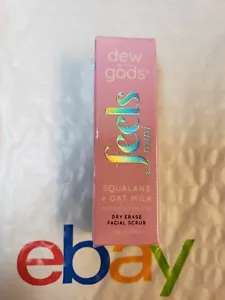 dew
gods
feels
SQUALANE
+ OAT MILK
DRY ERASE
FACIAL SCRUB
ebay